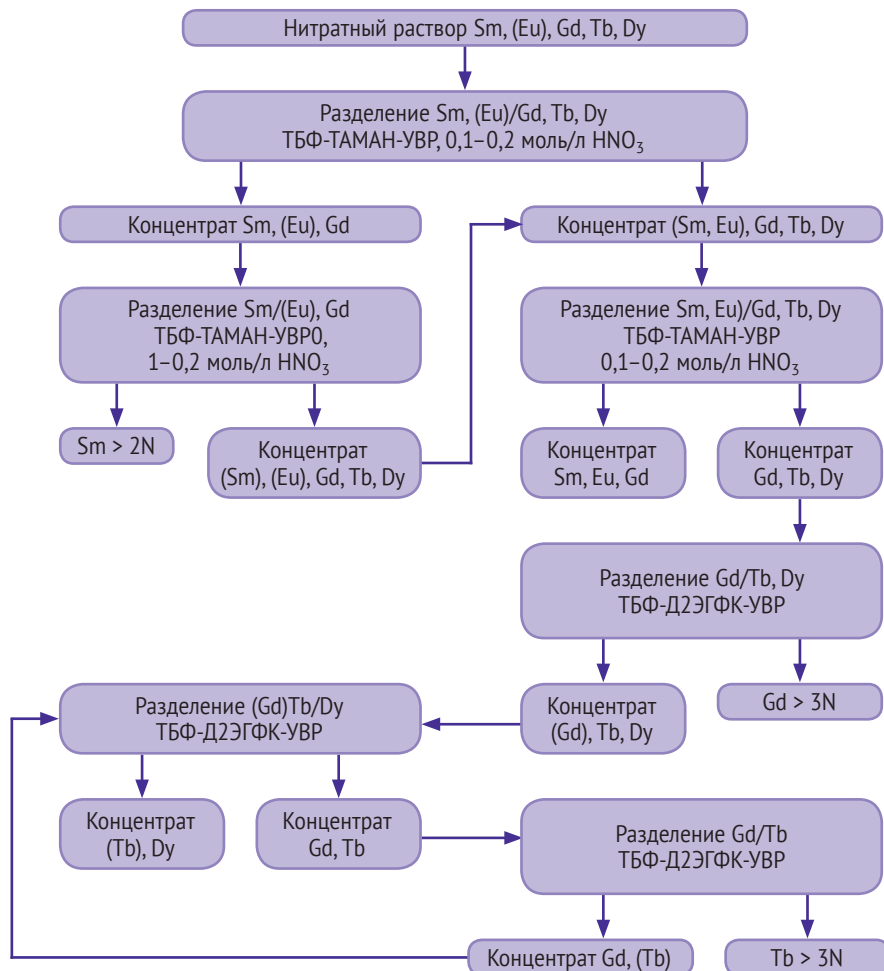 Нитратный раствор Sm, (Eu), Gd, Tb, Dy
Разделение Sm, (Eu)/Gd, Tb, Dy
ТБФ-ТАМАН-УВР, 0,1–0,2 моль/л HNO₃
Концентрат Sm, (Eu), Gd
Концентрат (Sm, Eu), Gd, Tb, Dy
Разделение Sm/(Eu), Gd
ТБФ-ТАМАН-УВР0,
1–0,2 моль/л HNO₃
Разделение Sm, Eu)/Gd, Tb, Dy
ТБФ-ТАМАН-УВР
0,1–0,2 моль/л HNO₃
Sm > 2N
Концентрат
(Sm), (Eu), Gd, Tb, Dy
Концентрат
Sm, Eu, Gd
Концентрат
Gd, Tb, Dy
Разделение Gd/Tb, Dy
ТБФ-Д2ЭГФК-УВР
Разделение (Gd)Tb/Dy
ТБФ-Д2ЭГФК-УВР
Концентрат
(Gd), Tb, Dy
Gd > 3N
Концентрат
(Tb), Dy
Концентрат
Gd, Tb
Разделение Gd/Tb
ТБФ-Д2ЭГФК-УВР
Концентрат Gd, (Tb)
Tb > 3N